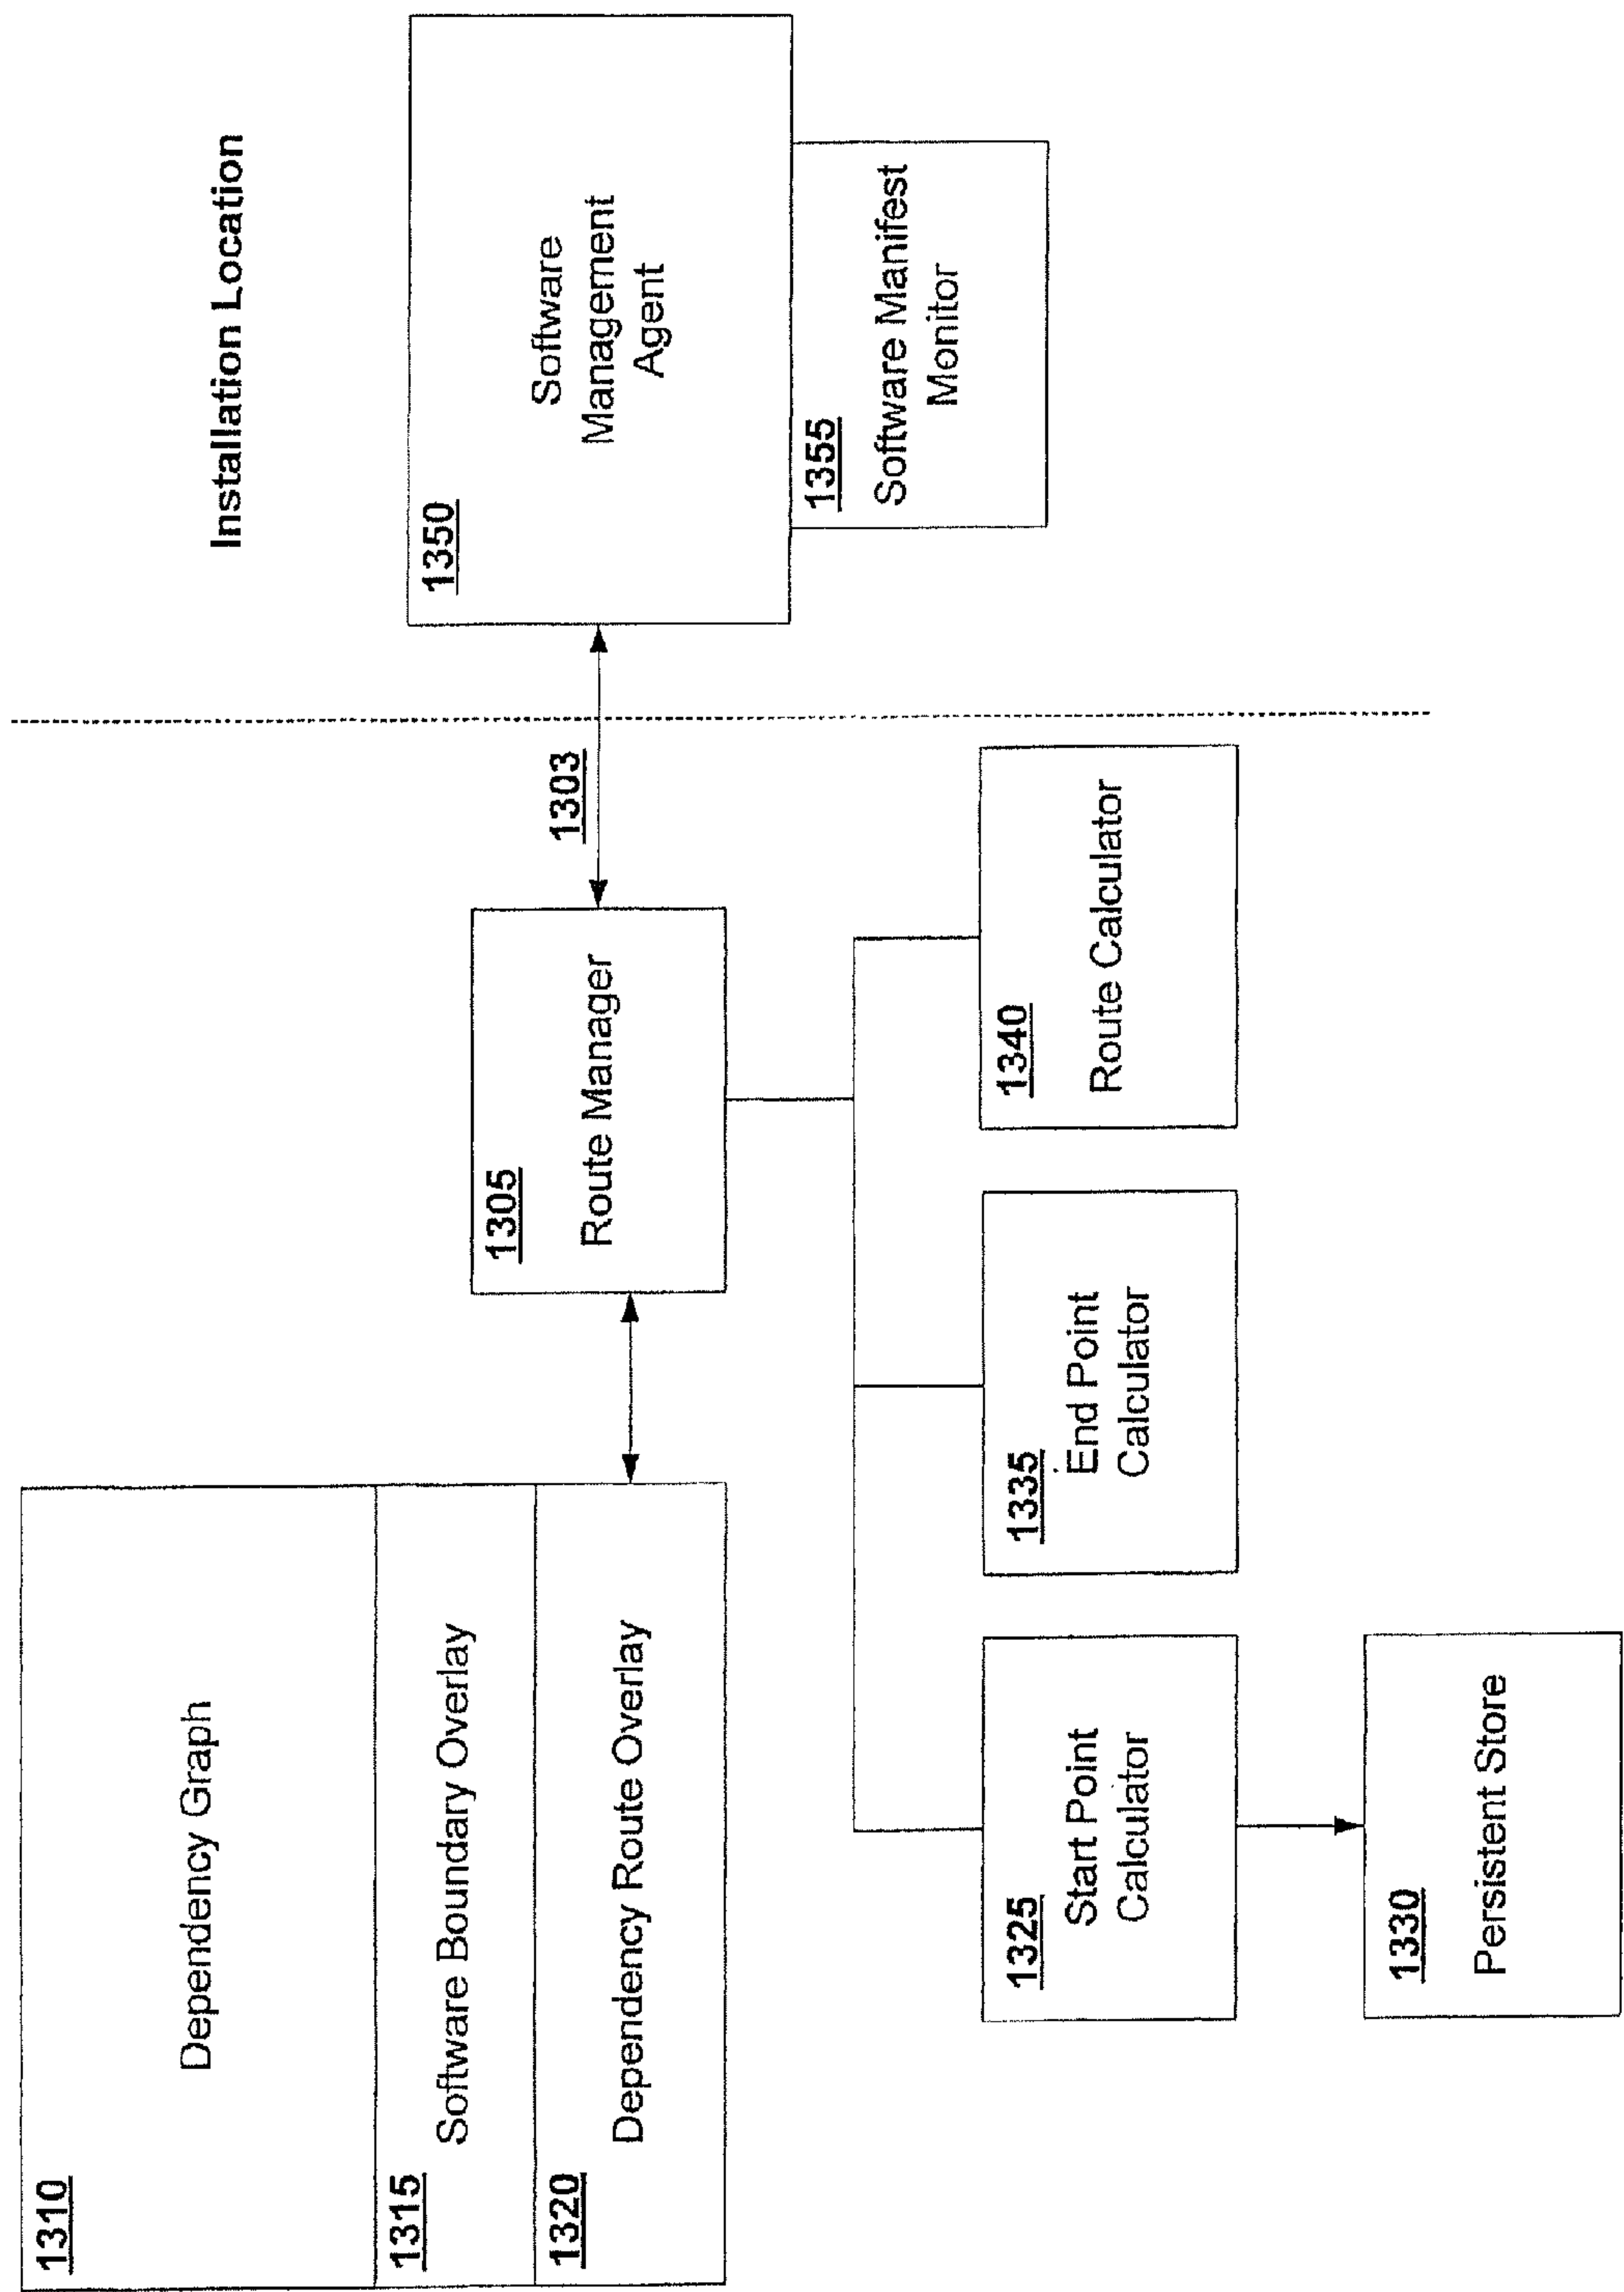 1310
Dependency Graph
1315
Software Boundary Overlay
1320
Dependency Route Overlay
1305
Route Manager
1303
Installation Location
1350
Software
Management
Agent
1355
Software Manifest
Monitor
1325
Start Point
Calculator
1335
End Point
Calculator
1340
Route Calculator
1330
Persistent Store